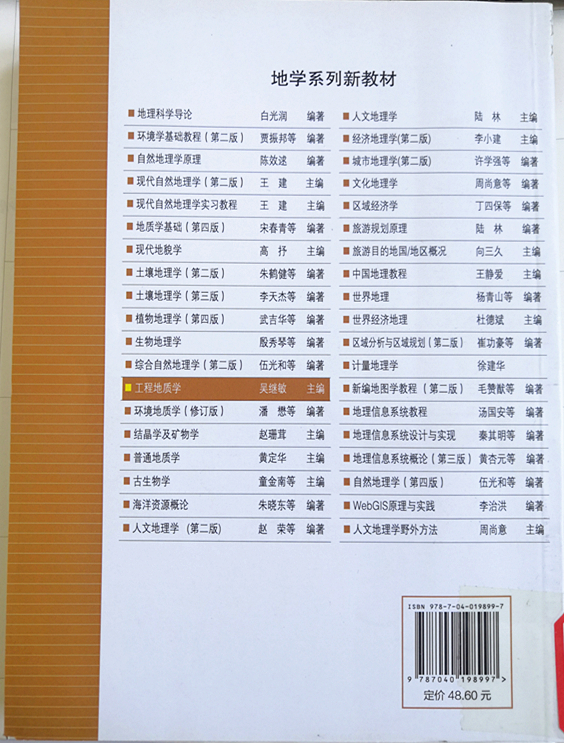 地学系列新教材
地理科学导论 白光润 编著
环境学基础教程(第二版) 贾振邦等 编著
自然地理学原理 陈效逑 编著
现代自然地理学(第二版) 王 建 主编
现代自然地理学实习教程 王 建 主编
地质学基础(第四版) 宋春青等 编著
现代地貌学 高 抒 主编
土壤地理学(第二版) 朱鹤健等 编著
土壤地理学(第三版) 李天杰等 编著
植物地理学(第四版) 武吉华等 编著
生物地理学 殷秀琴等 编著
综合自然地理学(第二版) 伍光和等 编著
工程地质学 吴继敏 主编
环境地质学(修订版) 潘 懋等 编著
结晶学及矿物学 赵珊茸 主编
普通地质学 黄定华 主编
古生物学 童金南等 主编
海洋资源概论 朱晓东等 编著
人文地理学 (第二版) 赵 荣等 编著
人文地理学 陆 林 主编
经济地理学(第二版) 李小建 主编
城市地理学(第二版) 许学强等 编著
文化地理学 周尚意等 编著
区域经济学 丁四保等 编著
旅游规划原理 陆 林 编著
旅游目的地国/地区概况 向三久 主编
中国地理教程 王静爱 主编
世界地理 杨青山等 编著
世界经济地理 杜德斌 主编
区域分析与区域规划(第二版) 崔功豪等 编著
计量地理学 徐建华
新编地图学教程 (第二版) 毛赞猷等 编著
地理信息系统教程 汤国安等 编著
地理信息系统设计与实现 秦其明等 编著
地理信息系统概论(第三版) 黄杏元等 编著
自然地理学(第四版) 伍光和等 编著
WebGIS原理与实践 李治洪 编著
人文地理学野外方法 周尚意 主编
ISBN 978-7-04-019899-7
9 787040 198997 >
定价 48.60 元